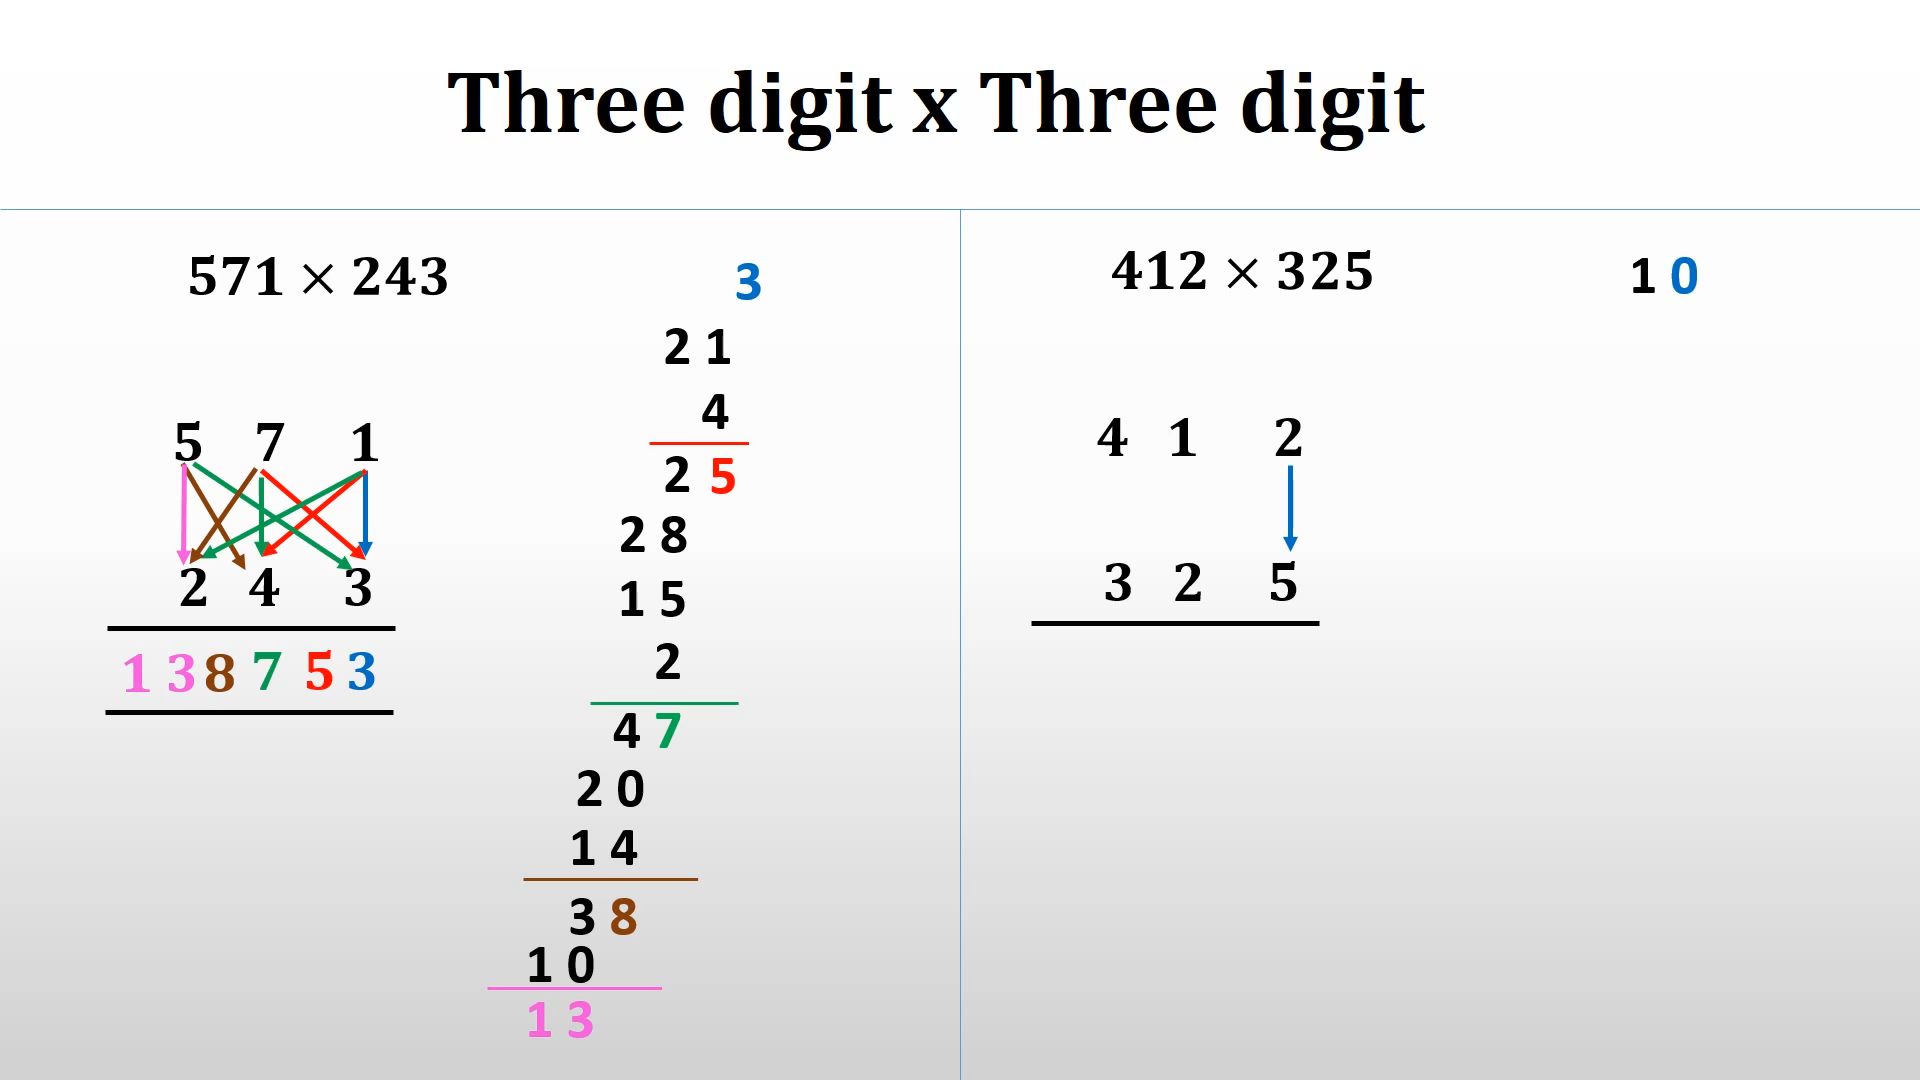 Three digit x Three digit
571 × 243
3
2 1
4
2 5
2 8
1 5
2
4 7
2 0
1 4
3 8
1 0
1 3
5 7 1
2 4 3
1 3 8 7 5 3
412 × 325
1 0
4 1 2
3 2 5